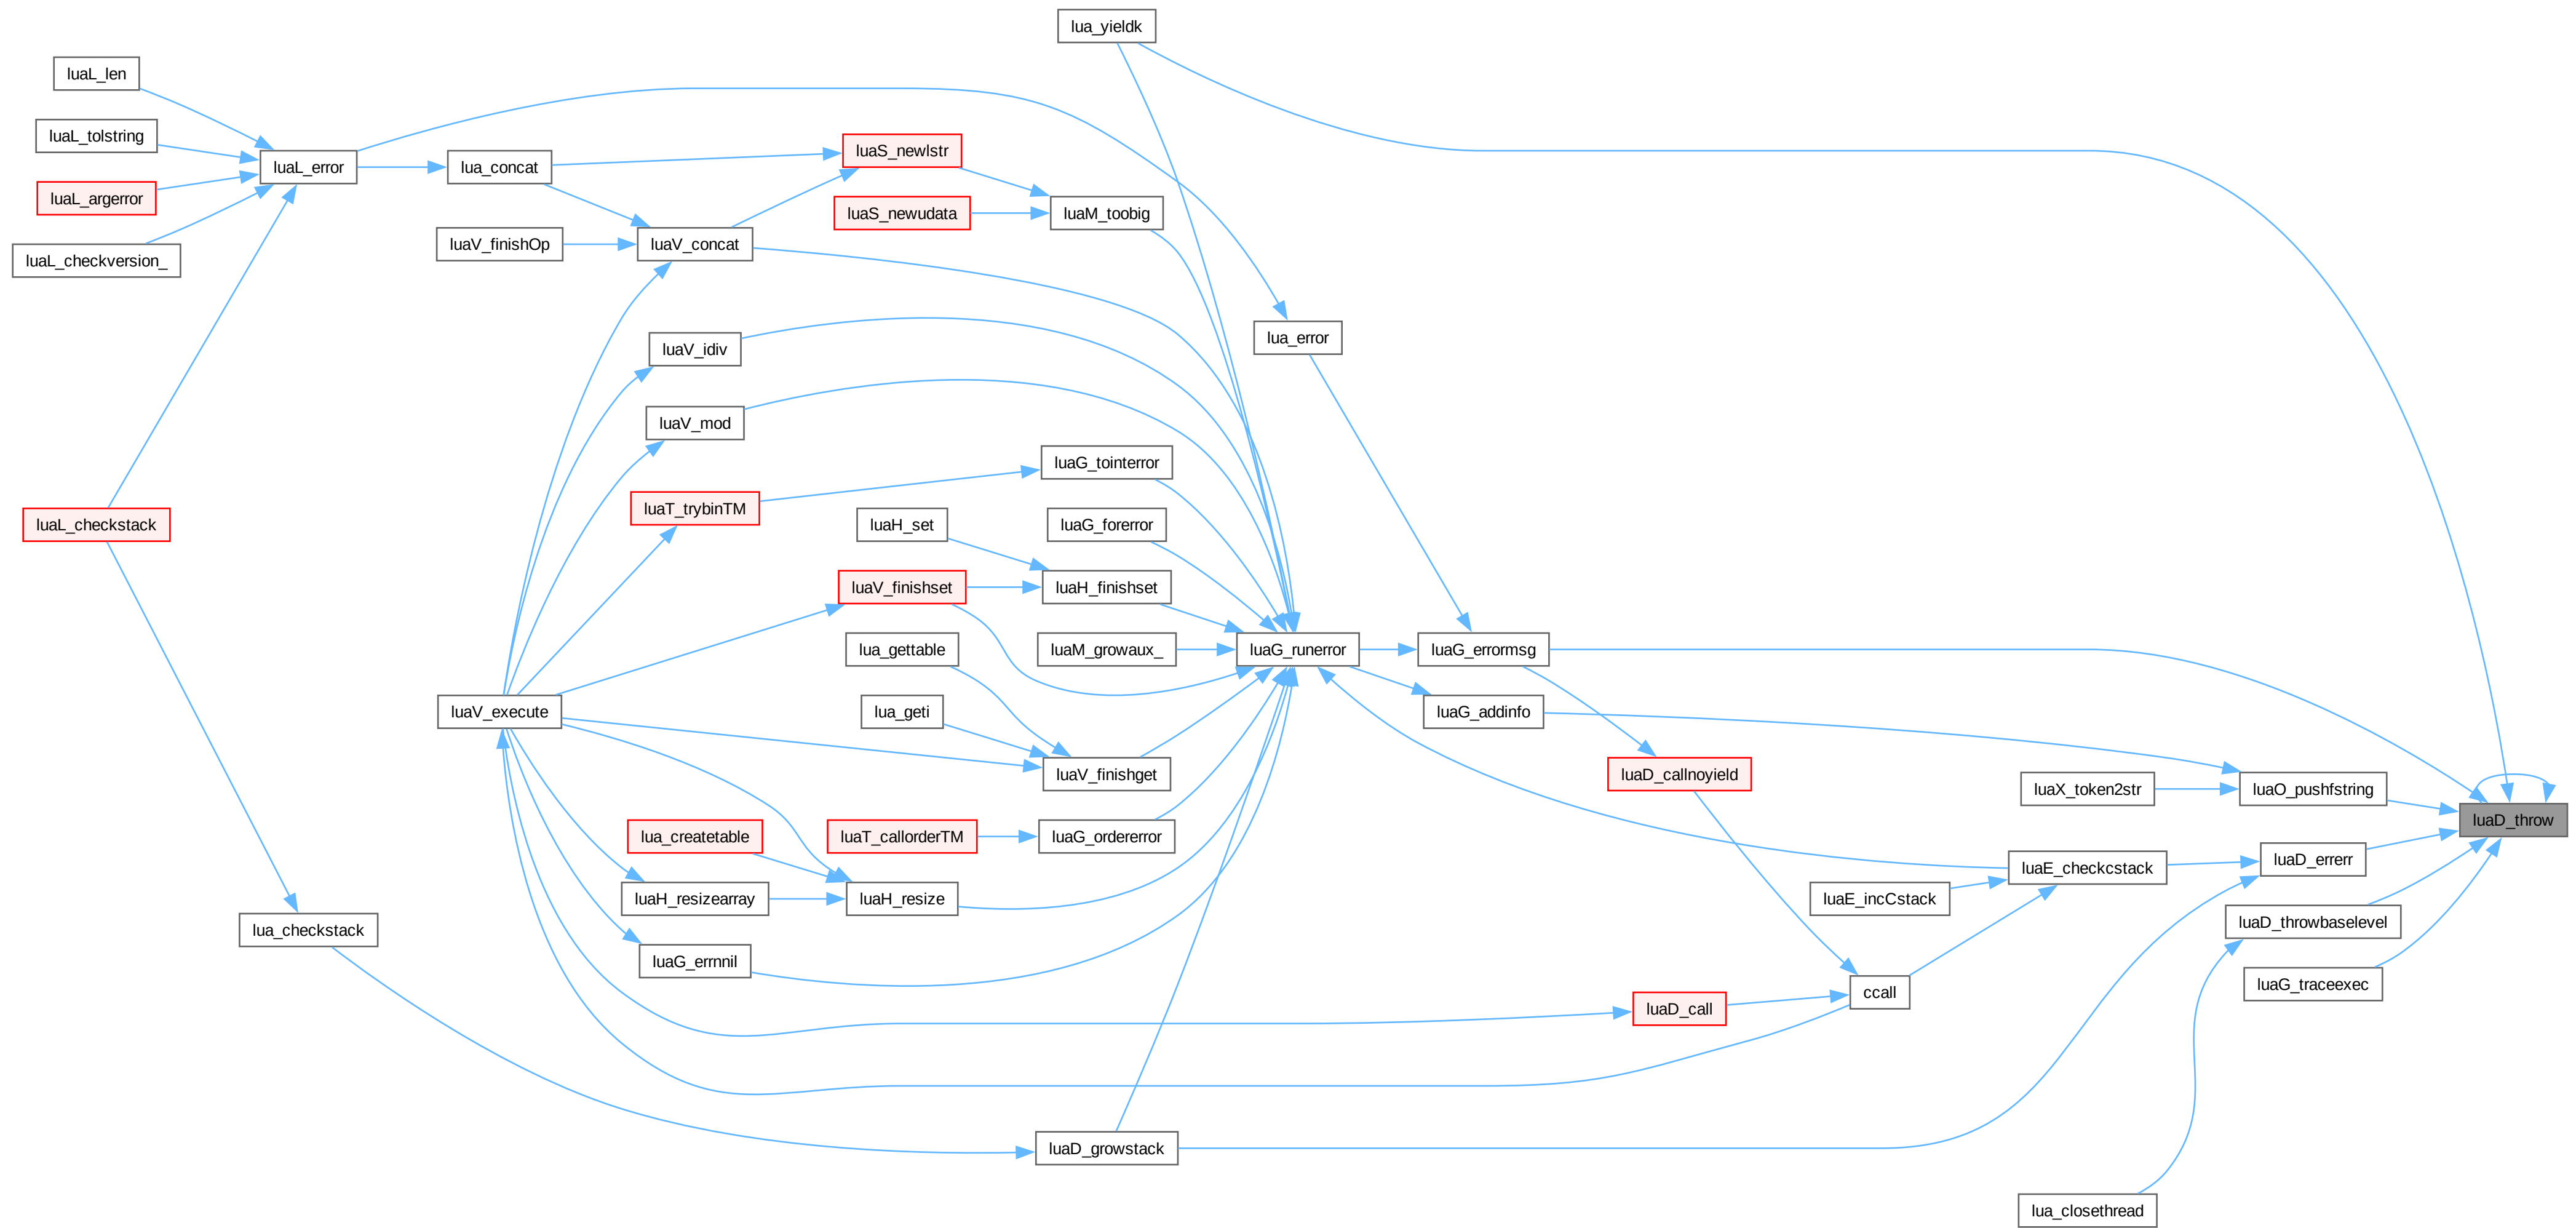 lua_yieldk
luaL_len
luaL_tolstring
luaL_error
lua_concat
luaS_newlstr
luaL_argerror
luaS_newudata
luaM_toobig
luaV_finishOp
luaV_concat
luaL_checkversion_
lua_error
luaV_idiv
luaV_mod
luaG_tointerror
luaT_trybinTM
luaL_checkstack
luaH_set
luaG_forerror
luaV_finishset
luaH_finishset
lua_gettable
luaM_growaux_
luaG_runerror
luaG_errormsg
luaV_execute
lua_geti
luaG_addinfo
luaV_finishget
luaD_callnoyield
luaX_token2str
luaO_pushfstring
luaD_throw
lua_createtable
luaT_callorderTM
luaG_ordererror
luaE_checkcstack
luaD_errerr
luaH_resizearray
luaH_resize
luaE_incCstack
lua_checkstack
luaD_throwbaselevel
luaG_errnnil
luaG_traceexec
ccall
luaD_call
luaD_growstack
lua_closethread